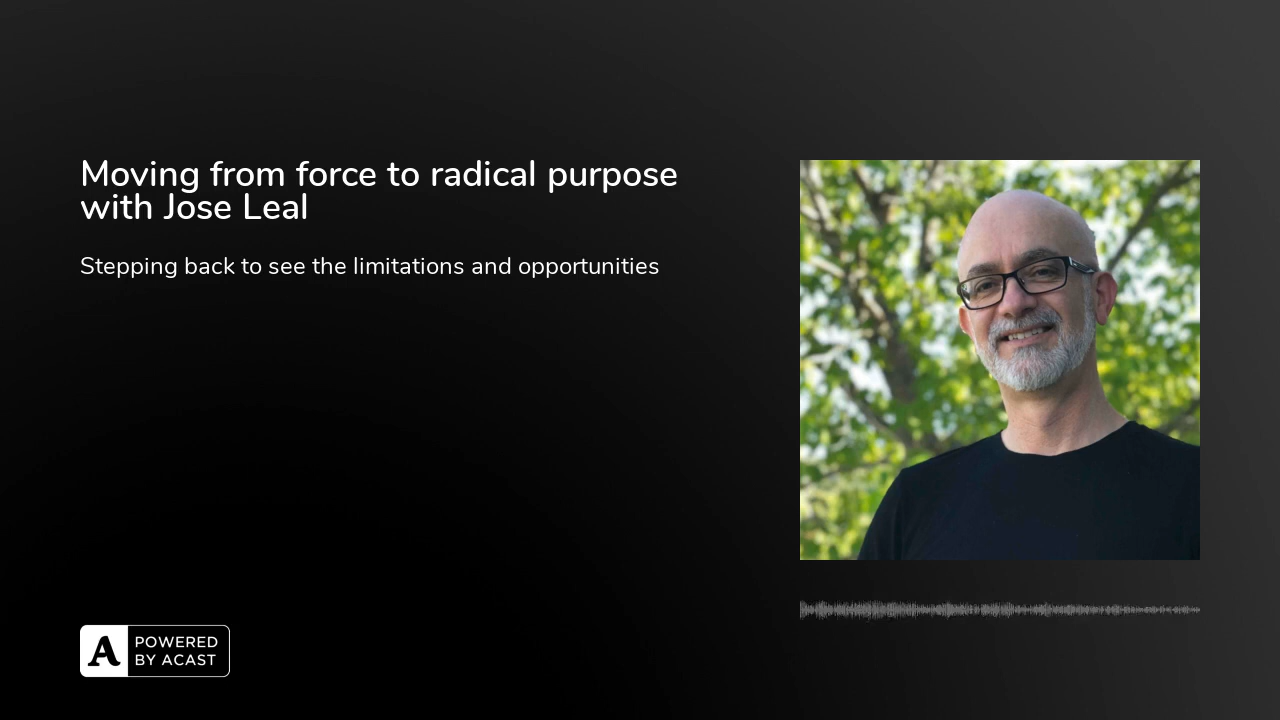 Moving from force to radical purpose
with Jose Leal
Stepping back to see the limitations and opportunities
A POWERED
BY ACAST